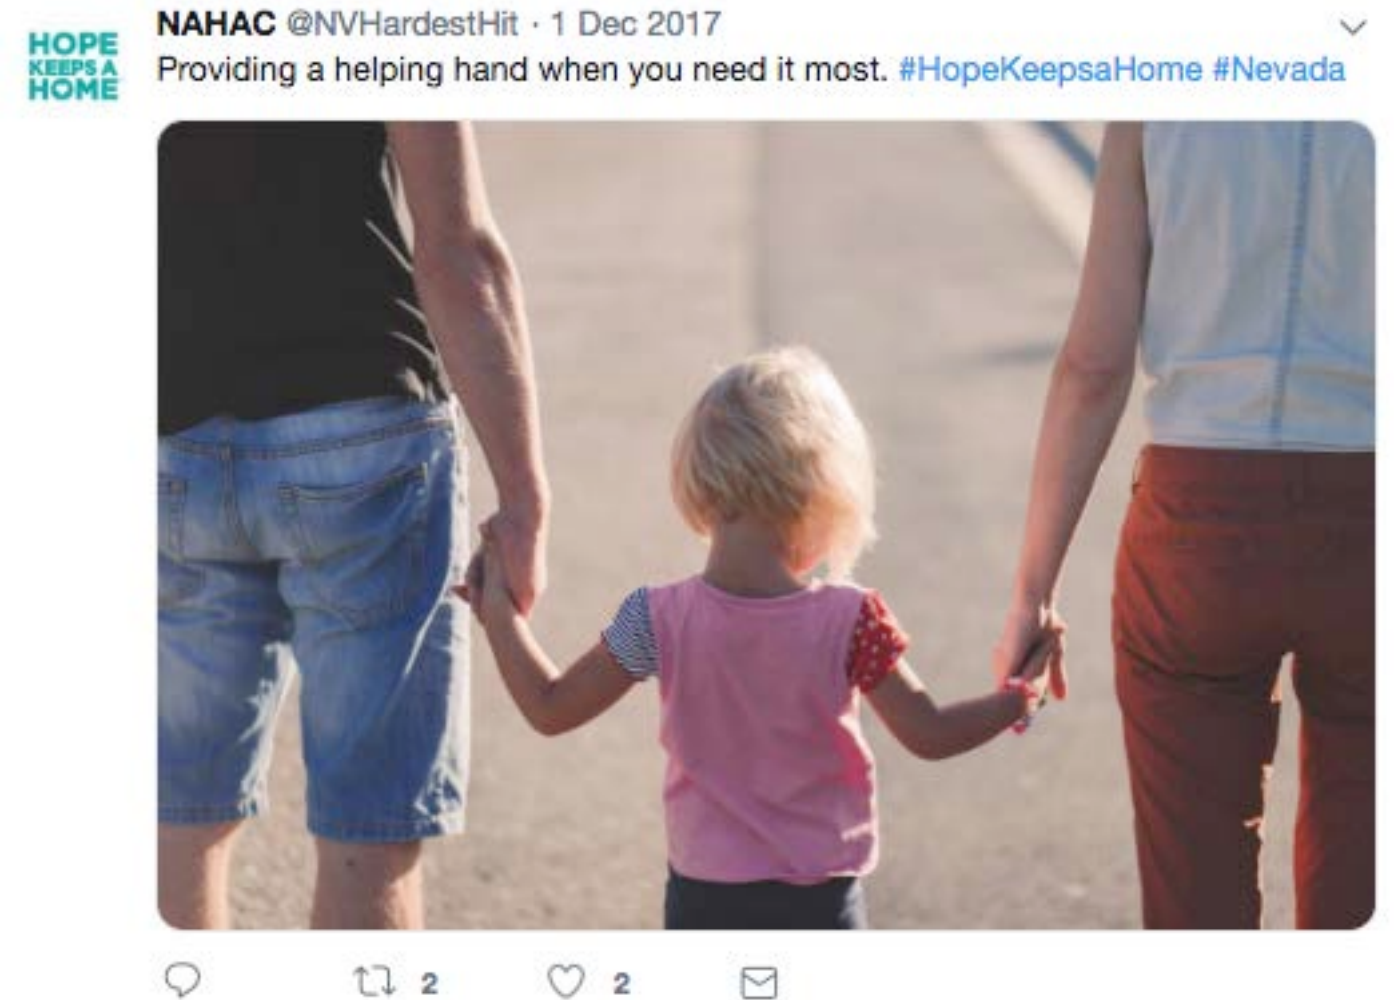 HOPE
KEEPS A
HOME
NAHAC @NVHardestHit · 1 Dec 2017
Providing a helping hand when you need it most. #HopeKeepsaHome #Nevada
2
2